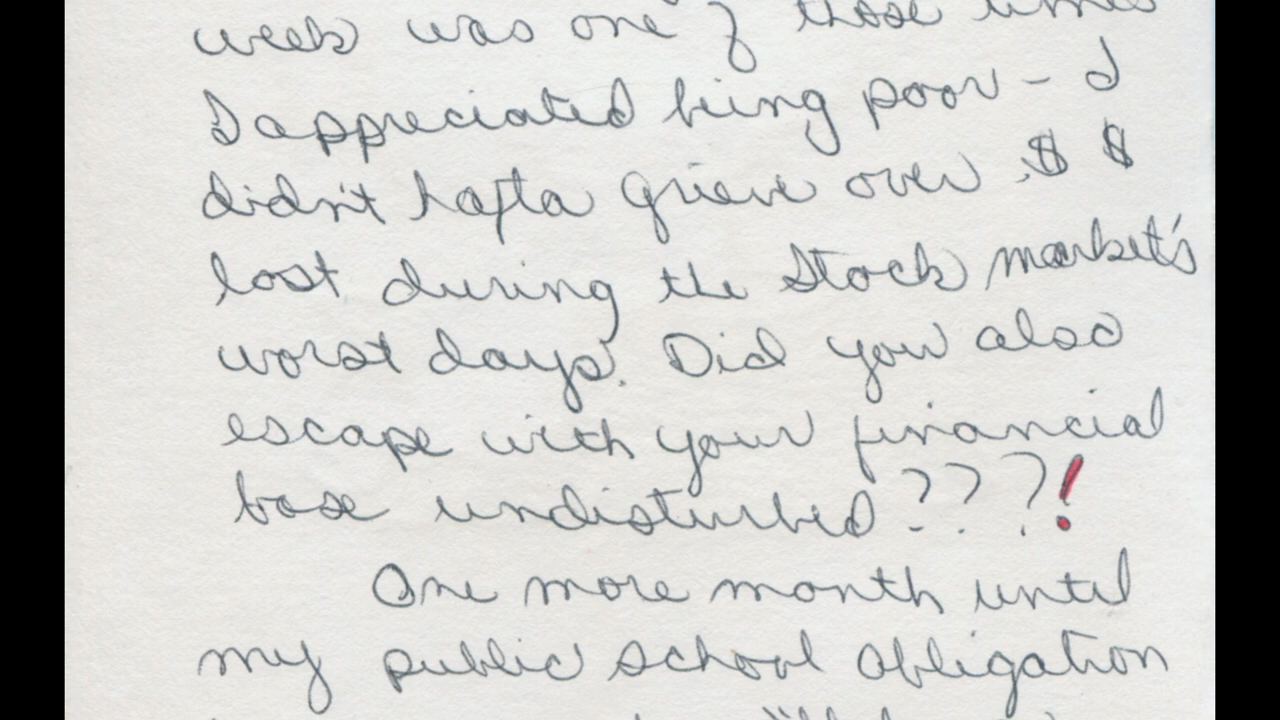 week was one of those times
I appreciated being poor - I
didn't hafta grieve over $ $
lost during the Stock market's
worst days. Did you also
escape with your financial
base undisturbed ? ? ? !
One more month until
my public school obligation